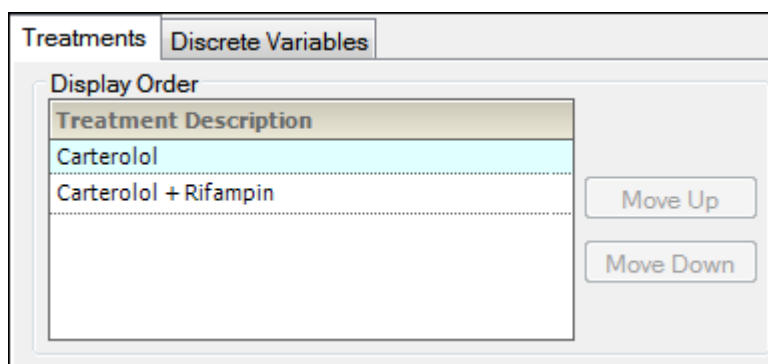 Treatments Discrete Variables
Display Order
Treatment Description
Carterolol
Carterolol + Rifampin
Move Up
Move Down